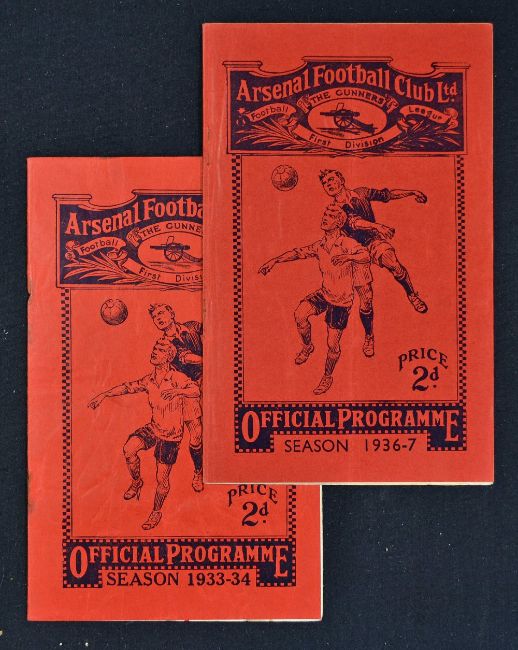 Arsenal Football Club Ltd.
THE GUNNERS
Football League
First Division
PRICE
2d.
OFFICIAL PROGRAMME
SEASON 1936-7
Arsenal Footba
THE GUNNERS
Football
First Divisio
PRICE
2d.
OFFICIAL PROGRAMME
SEASON 1933-34